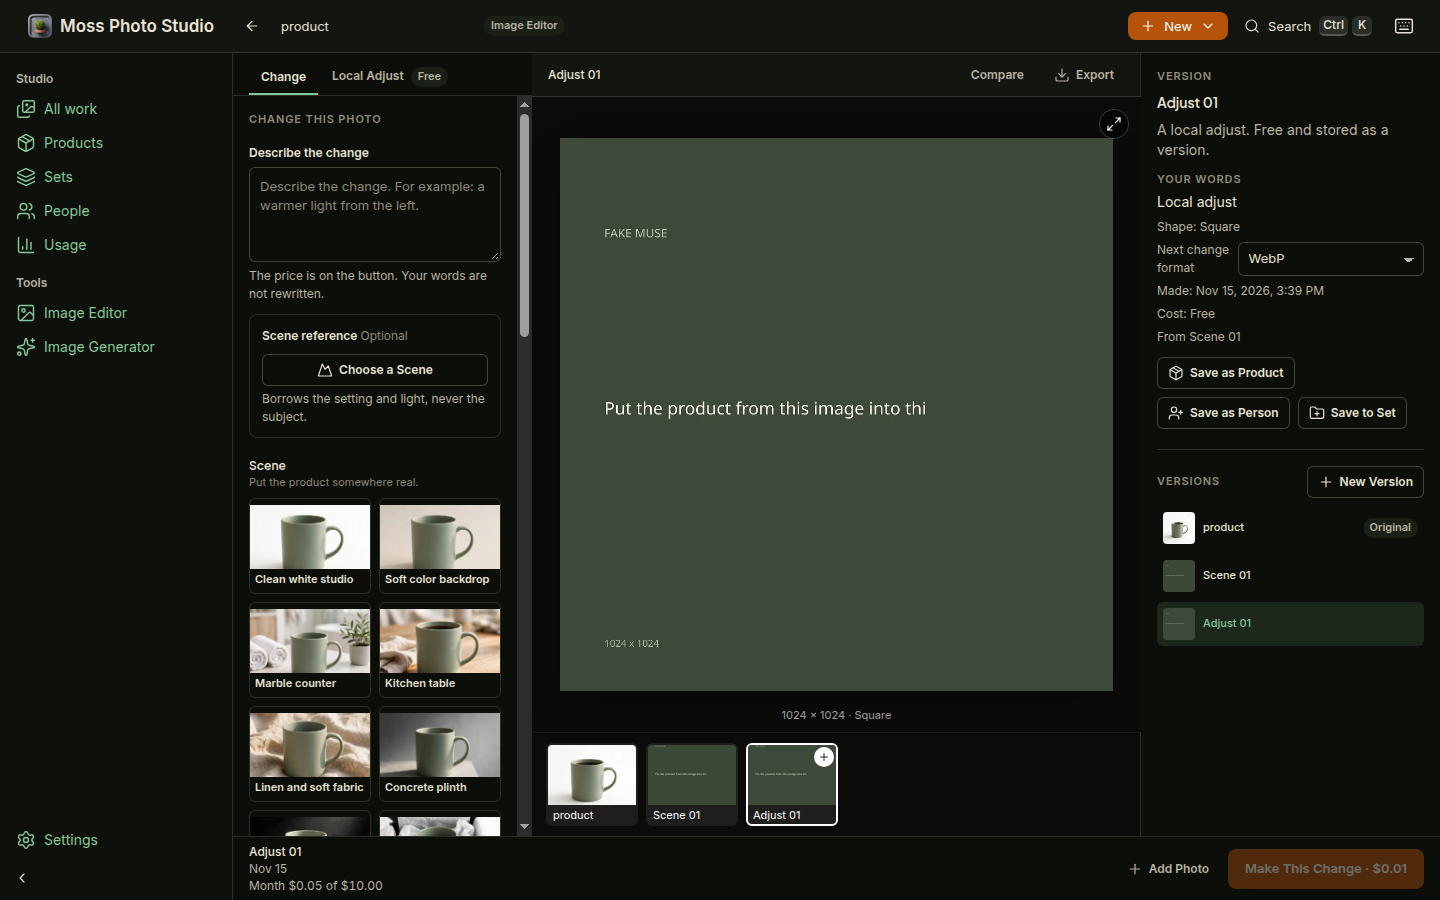 Moss Photo Studio
product
Image Editor
New
Search
Ctrl
K
Studio
All work
Products
Sets
People
Usage
Tools
Image Editor
Image Generator
Settings
Change
Local Adjust
Free
CHANGE THIS PHOTO
Describe the change
Describe the change. For example: a
warmer light from the left.
The price is on the button. Your words are
not rewritten.
Scene reference Optional
Choose a Scene
Borrows the setting and light, never the
subject.
Scene
Put the product somewhere real.
Clean white studio
Soft color backdrop
Marble counter
Kitchen table
Linen and soft fabric
Concrete plinth
Adjust 01
Compare
Export
FAKE MUSE
Put the product from this image into thi
1024 x 1024
1024 × 1024 · Square
product
Scene 01
Adjust 01
VERSION
Adjust 01
A local adjust. Free and stored as a
version.
YOUR WORDS
Local adjust
Shape: Square
Next change
format
WebP
Made: Nov 15, 2026, 3:39 PM
Cost: Free
From Scene 01
Save as Product
Save as Person
Save to Set
VERSIONS
New Version
product
Original
Scene 01
Adjust 01
Adjust 01
Nov 15
Month $0.05 of $10.00
Add Photo
Make This Change · $0.01